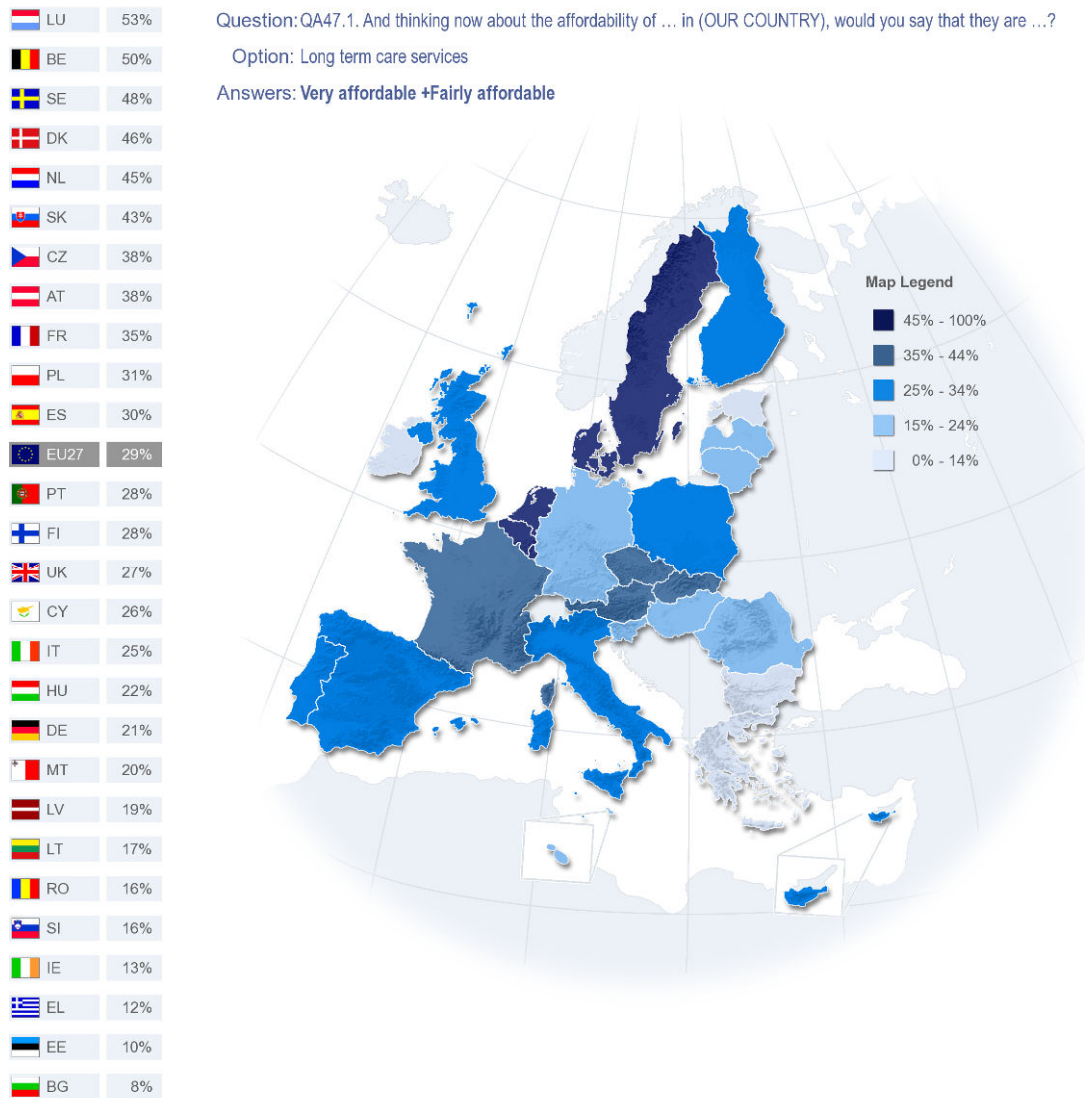 Question: QA47.1. And thinking now about the affordability of … in (OUR COUNTRY), would you say that they are …?
Option: Long term care services
Answers: Very affordable +Fairly affordable
LU 53%
BE 50%
SE 48%
DK 46%
NL 45%
SK 43%
CZ 38%
AT 38%
FR 35%
PL 31%
ES 30%
EU27 29%
PT 28%
FI 28%
UK 27%
CY 26%
IT 25%
HU 22%
DE 21%
MT 20%
LV 19%
LT 17%
RO 16%
SI 16%
IE 13%
EL 12%
EE 10%
BG 8%
Map Legend
45% - 100%
35% - 44%
25% - 34%
15% - 24%
0% - 14%